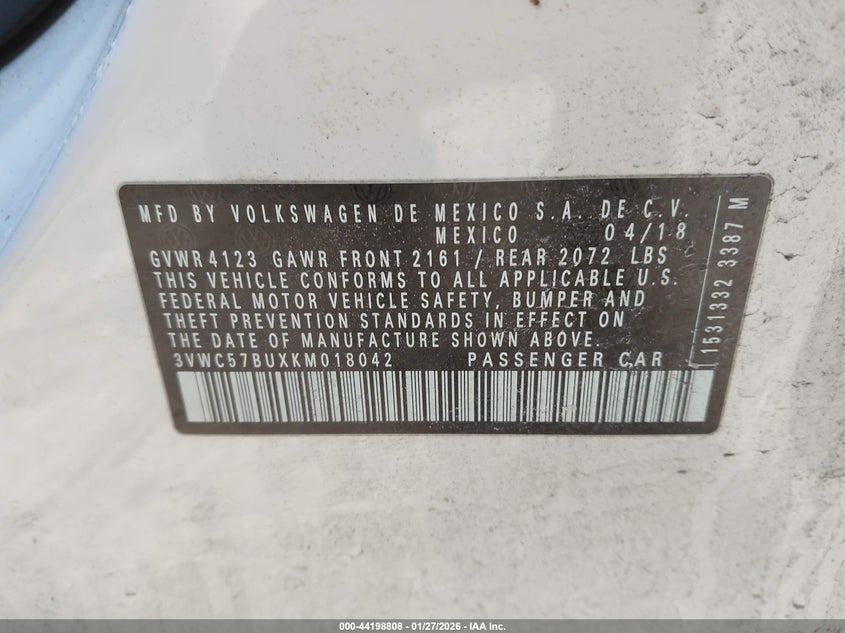 MFD BY VOLKSWAGEN DE MEXICO S.A. DE C.V.
MEXICO 04/18
GVWR 4123 GAWR FRONT 2161 / REAR 2072 LBS
THIS VEHICLE CONFORMS TO ALL APPLICABLE U.S.
FEDERAL MOTOR VEHICLE SAFETY, BUMPER AND
THEFT PREVENTION STANDARDS IN EFFECT ON
THE DATE OF MANUFACTURE SHOWN ABOVE.
3VWC57BUXKM018042 PASSENGER CAR
1531332 3387 M
000-44198808 - 01/27/2026 - IAA Inc.